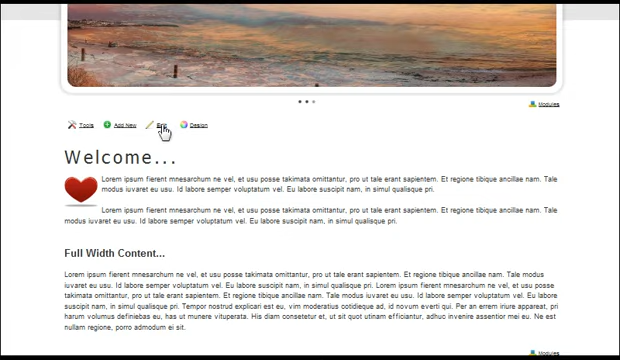 Modules
Tools Add New Edit Design
Welcome...
Lorem ipsum fierent mnesarchum ne vel, et usu posse takimata omittantur, pro ut tale erant sapientem. Et regione tibique ancillae nam. Tale
modus iuvaret eu usu. Id labore semper voluptatum vel. Eu labore suscipit nam, in simul qualisque pri.
Lorem ipsum fierent mnesarchum ne vel, et usu posse takimata omittantur, pro ut tale erant sapientem. Et regione tibique ancillae nam. Tale
modus iuvaret eu usu. Id labore semper voluptatum vel. Eu labore suscipit nam, in simul qualisque pri.
Full Width Content...
Lorem ipsum fierent mnesarchum ne vel, et usu posse takimata omittantur, pro ut tale erant sapientem. Et regione tibique ancillae nam. Tale modus
iuvaret eu usu. Id labore semper voluptatum vel. Eu labore suscipit nam, in simul qualisque pri. Lorem ipsum fierent mnesarchum ne vel, et usu posse
takimata omittantur, pro ut tale erant sapientem. Et regione tibique ancillae nam. Tale modus iuvaret eu usu. Id labore semper voluptatum vel. Eu labore
suscipit nam, in simul qualisque pri. Tempor nostrud explicari est eu, vim moderatius cotidieque ad, id novum everti qui. Per an errem iriure appareat, pri
harum volumus definiebas eu, has ut munere vituperata. His diam consetetur et, ut sit quot utinam efficiantur, adhuc invenire assentior mei eu. Ne est
nullam regione, porro admodum ei sit.
Modules